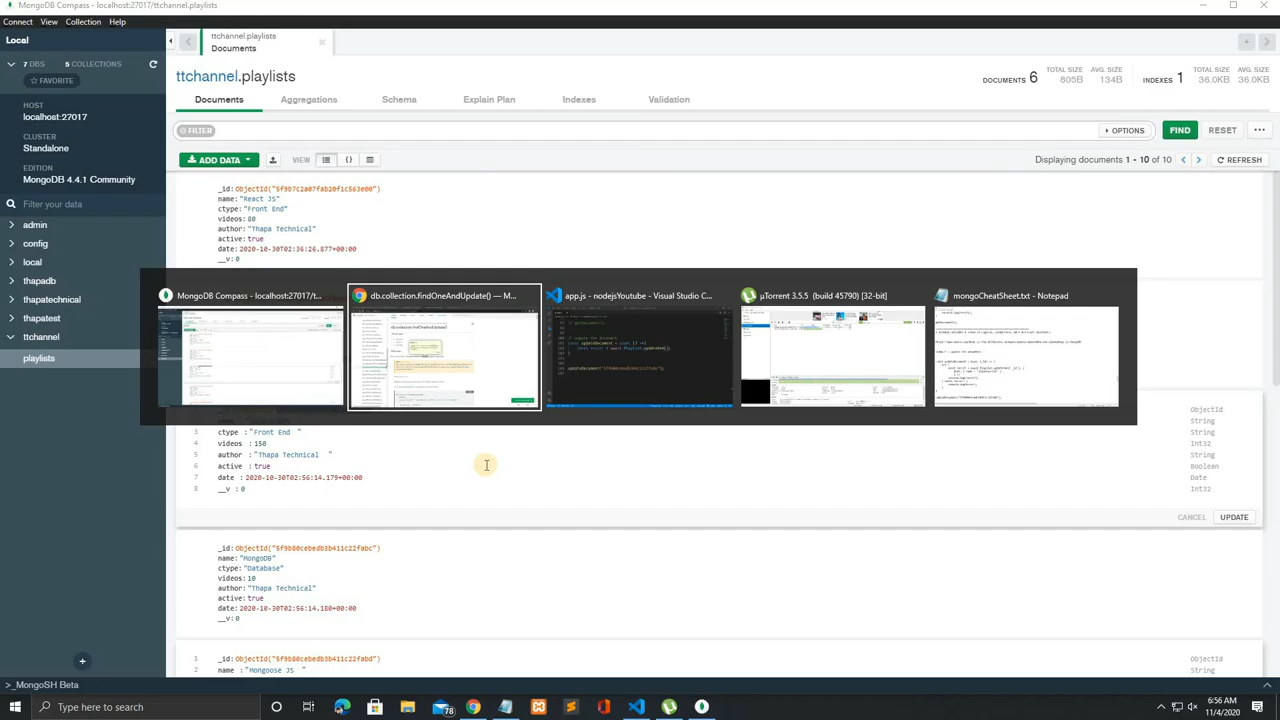 MongoDB Compass - localhost:27017/ttchannel.playlists
Connect View Collection Help
Local
7 DBS 5 COLLECTIONS
FAVORITE
HOST
localhost:27017
CLUSTER
Standalone
EDITION
MongoDB 4.4.1 Community
Filter your data
admin
config
local
thapadb
thapatechnical
thapatest
ttchannel
playlists
>_MongoSH Beta
ttchannel.playlists
Documents
ttchannel.playlists
DOCUMENTS 6
TOTAL SIZE
805B
AVG. SIZE
134B
INDEXES 1
TOTAL SIZE
36.0KB
AVG. SIZE
36.0KB
Documents Aggregations Schema Explain Plan Indexes Validation
FILTER
OPTIONS
FIND
RESET
ADD DATA
VIEW
Displaying documents 1 - 10 of 10
REFRESH
_id:ObjectId("5f9b7c2a07fab20f1c563e00")
name:"React JS"
ctype:"Front End"
videos:80
author:"Thapa Technical"
active:true
date:2020-10-30T02:36:26.877+00:00
__v:0
MongoDB Compass - localhost:27017/t...
db.collection.findOneAndUpdate() — M...
app.js - nodejsYoutube - Visual Studio C...
µTorrent 3.5.5 (build 45790) [32-bit]
mongoCheatSheet.txt - Notepad
ObjectId
String
3 ctype :"Front End " String
4 videos :150 Int32
5 author :"Thapa Technical " String
6 active :true Boolean
7 date :2020-10-30T02:56:14.179+00:00 Date
8 __v :0 Int32
CANCEL UPDATE
_id:ObjectId("5f9b80cebedb3b411c22fabc")
name:"MongoDB"
ctype:"Database"
videos:10
author:"Thapa Technical"
active:true
date:2020-10-30T02:56:14.180+00:00
__v:0
1 _id:ObjectId("5f9b80cebedb3b411c22fabd") ObjectId
2 name :"Mongoose JS " String
Type here to search
78
6:56 AM
11/4/2020